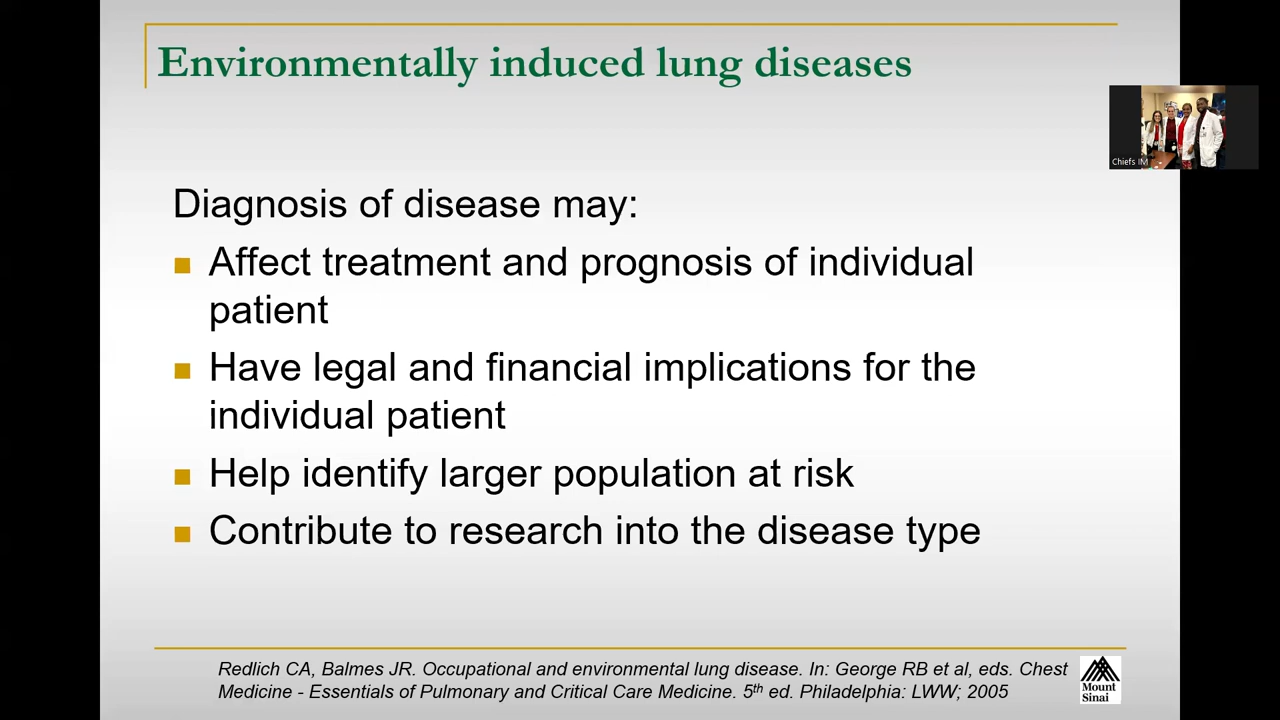 Environmentally induced lung diseases
Chiefs IM
Diagnosis of disease may:
Affect treatment and prognosis of individual
patient
Have legal and financial implications for the
individual patient
Help identify larger population at risk
Contribute to research into the disease type
Redlich CA, Balmes JR. Occupational and environmental lung disease. In: George RB et al, eds. Chest
Medicine - Essentials of Pulmonary and Critical Care Medicine. 5th ed. Philadelphia: LWW; 2005
Mount
Sinai